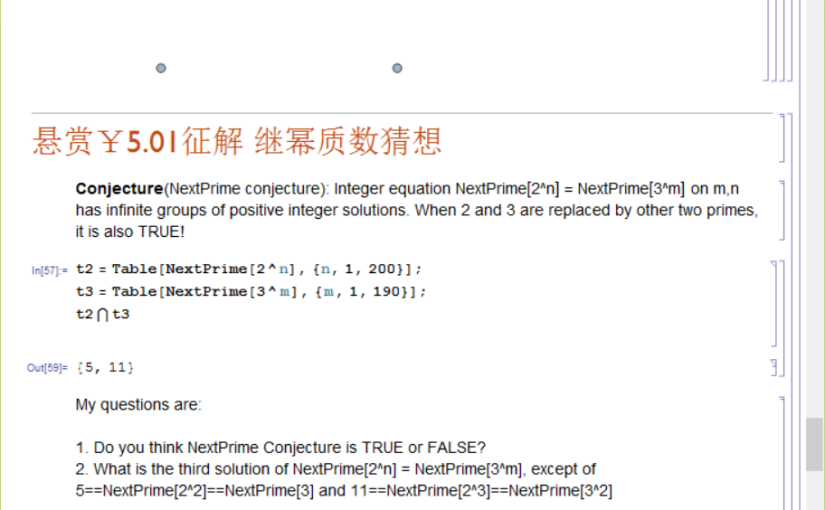 悬赏￥5.01征解 继幂质数猜想
Conjecture(NextPrime conjecture): Integer equation NextPrime[2^n] = NextPrime[3^m] on m,n
has infinite groups of positive integer solutions. When 2 and 3 are replaced by other two primes,
it is also TRUE!
In[57]:= t2 = Table[NextPrime[2^n], {n, 1, 200}];
t3 = Table[NextPrime[3^m], {m, 1, 190}];
t2⋂t3
Out[59]= {5, 11}
My questions are:
1. Do you think NextPrime Conjecture is TRUE or FALSE?
2. What is the third solution of NextPrime[2^n] = NextPrime[3^m], except of
5==NextPrime[2^2]==NextPrime[3] and 11==NextPrime[2^3]==NextPrime[3^2]